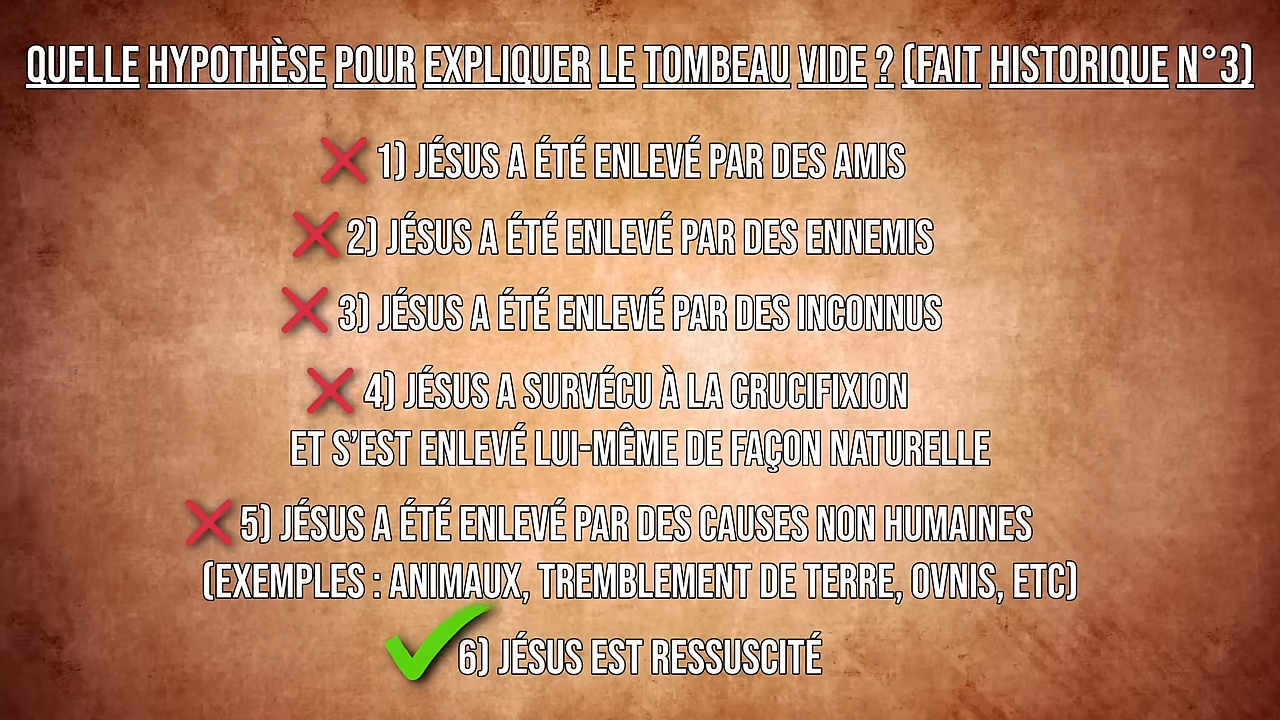 QUELLE HYPOTHÈSE POUR EXPLIQUER LE TOMBEAU VIDE ? (FAIT HISTORIQUE N°3)
1) JÉSUS A ÉTÉ ENLEVÉ PAR DES AMIS
2) JÉSUS A ÉTÉ ENLEVÉ PAR DES ENNEMIS
3) JÉSUS A ÉTÉ ENLEVÉ PAR DES INCONNUS
4) JÉSUS A SURVÉCU À LA CRUCIFIXION
ET S’EST ENLEVÉ LUI-MÊME DE FAÇON NATURELLE
5) JÉSUS A ÉTÉ ENLEVÉ PAR DES CAUSES NON HUMAINES
(EXEMPLES : ANIMAUX, TREMBLEMENT DE TERRE, OVNIS, ETC)
6) JÉSUS EST RESSUSCITÉ